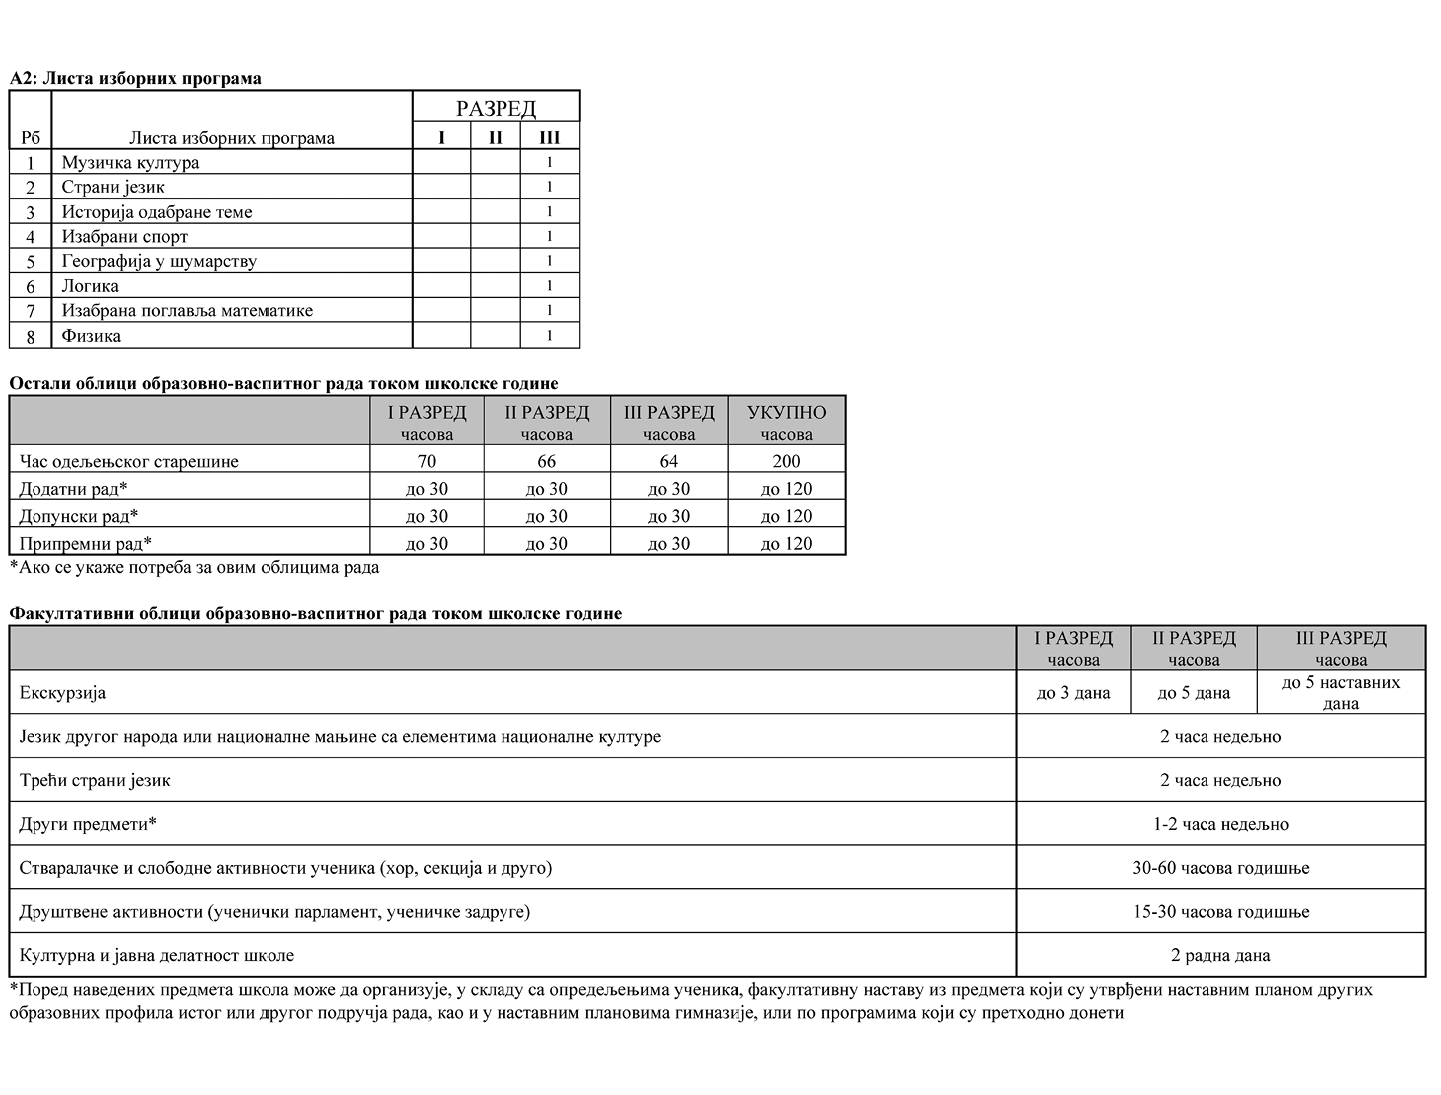 А2: Листа изборних програма
РАЗРЕД
Рб Листа изборних програма I II III
1 Музичка култура 1
2 Страни језик 1
3 Историја одабране теме 1
4 Изабрани спорт 1
5 Географија у шумарству 1
6 Логика 1
7 Изабрана поглавља математике 1
8 Физика 1
Остали облици образовно-васпитног рада током школске године
I РАЗРЕД II РАЗРЕД III РАЗРЕД УКУПНО
часова часова часова часова
Час одељењског старешине 70 66 64 200
Додатни рад* до 30 до 30 до 30 до 120
Допунски рад* до 30 до 30 до 30 до 120
Припремни рад* до 30 до 30 до 30 до 120
*Ако се укаже потреба за овим облицима рада
Факултативни облици образовно-васпитног рада током школске године
I РАЗРЕД II РАЗРЕД III РАЗРЕД
часова часова часова
Екскурзија до 3 дана до 5 дана до 5 наставних
дана
Језик другог народа или националне мањине са елементима националне културе 2 часа недељно
Трећи страни језик 2 часа недељно
Други предмети* 1-2 часа недељно
Стваралачке и слободне активности ученика (хор, секција и друго) 30-60 часова годишње
Друштвене активности (ученички парламент, ученичке задруге) 15-30 часова годишње
Културна и јавна делатност школе 2 радна дана
*Поред наведених предмета школа може да организује, у складу са опредељењима ученика, факултативну наставу из предмета који су утврђени наставним планом других
образовних профила истог или другог подручја рада, као и у наставним плановима гимназије, или по програмима који су претходно донети